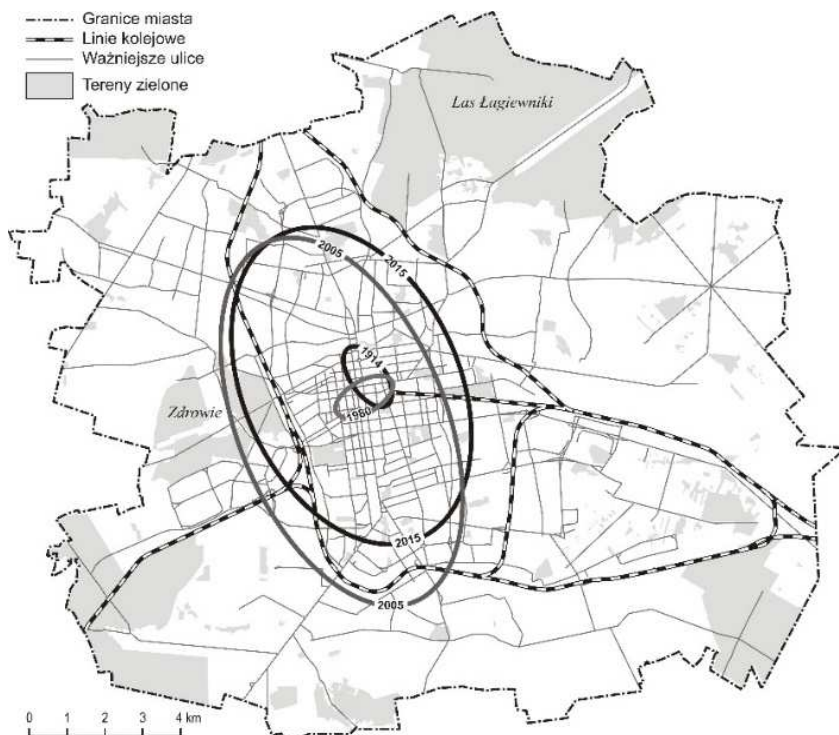 Granice miasta
Linie kolejowe
Ważniejsze ulice
Tereny zielone
Las Łagiewniki
2005
2015
1914
1980
Zdrowie
2015
2005
0 1 2 3 4 km